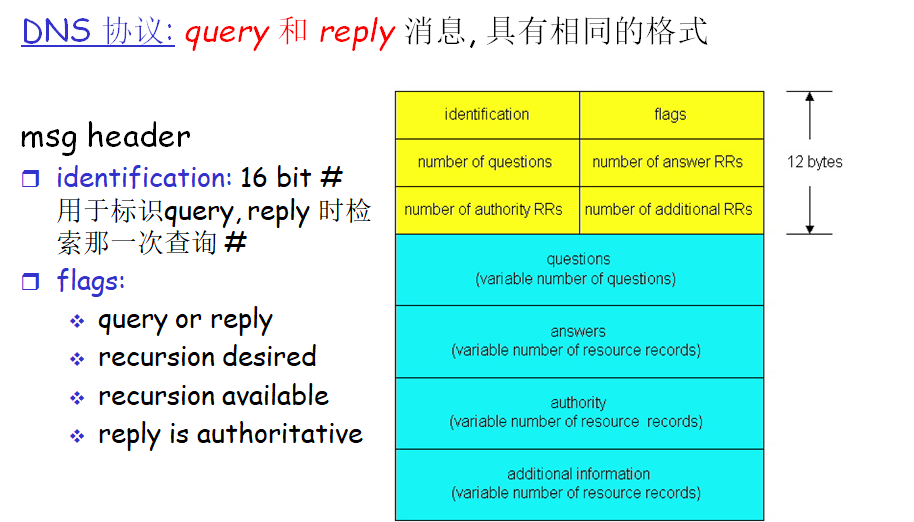 DNS 协议: query 和 reply 消息, 具有相同的格式
msg header
identification: 16 bit #
用于标识query, reply 时检
索那一次查询 #
flags:
query or reply
recursion desired
recursion available
reply is authoritative
identification
flags
number of questions
number of answer RRs
number of authority RRs
number of additional RRs
12 bytes
questions
(variable number of questions)
answers
(variable number of resource records)
authority
(variable number of resource records)
additional information
(variable number of resource records)